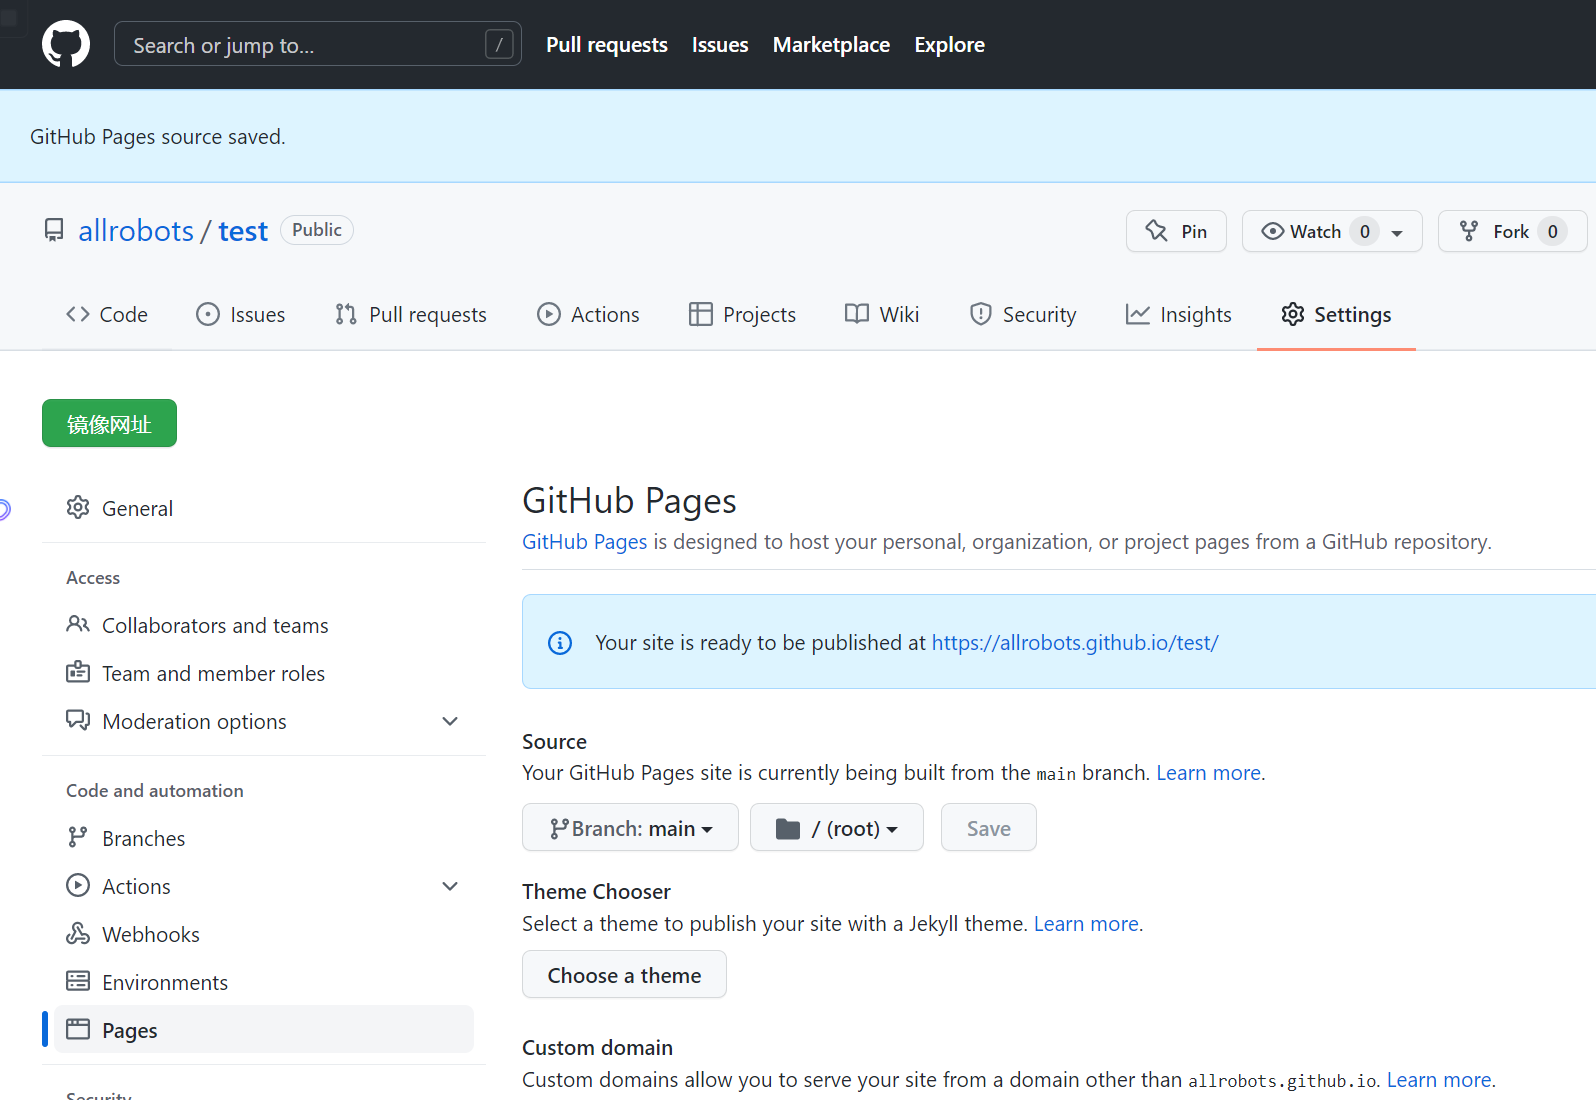 Search or jump to... / Pull requests Issues Marketplace Explore
GitHub Pages source saved.
allrobots / test Public Pin Watch 0 Fork 0
Code Issues Pull requests Actions Projects Wiki Security Insights Settings
镜像网址
General
Access
Collaborators and teams
Team and member roles
Moderation options
Code and automation
Branches
Actions
Webhooks
Environments
Pages
Security
GitHub Pages
GitHub Pages is designed to host your personal, organization, or project pages from a GitHub repository.
Your site is ready to be published at https://allrobots.github.io/test/
Source
Your GitHub Pages site is currently being built from the main branch. Learn more.
Branch: main / (root) Save
Theme Chooser
Select a theme to publish your site with a Jekyll theme. Learn more.
Choose a theme
Custom domain
Custom domains allow you to serve your site from a domain other than allrobots.github.io. Learn more.